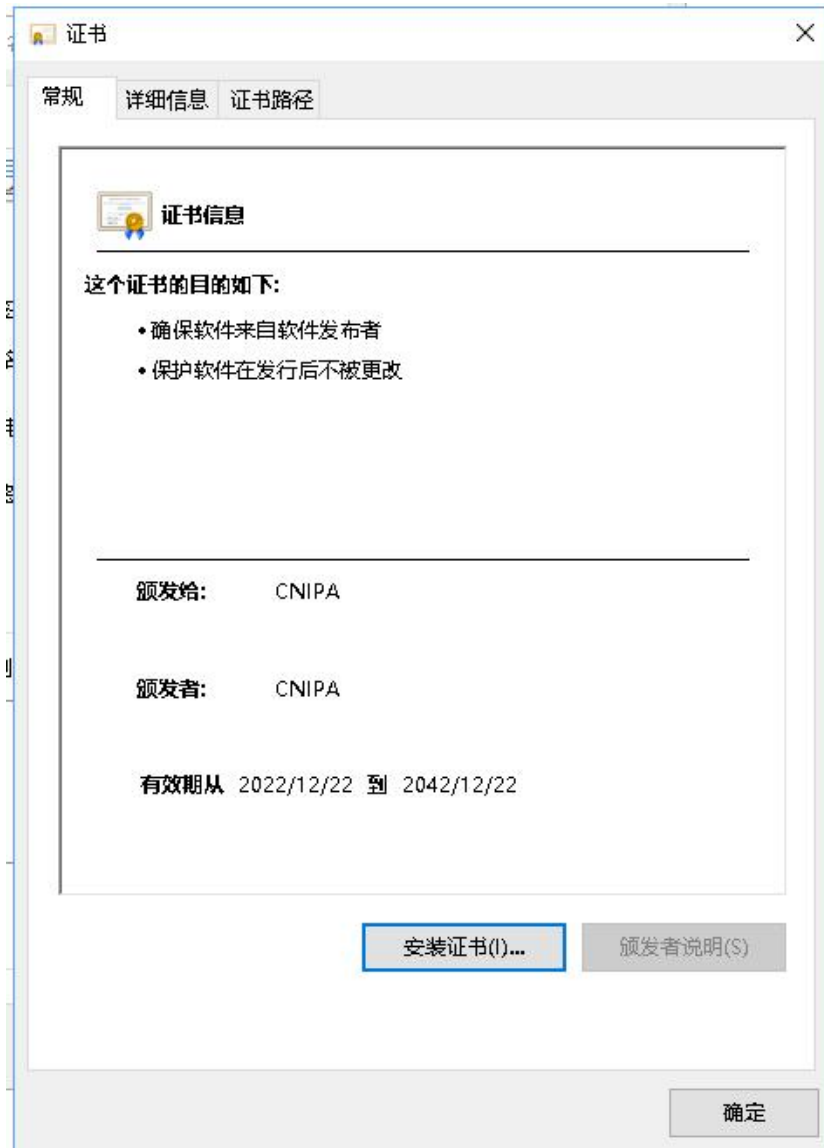 证书
常规 详细信息 证书路径
证书信息
这个证书的目的如下:
•确保软件来自软件发布者
•保护软件在发行后不被更改
颁发给: CNIPA
颁发者: CNIPA
有效期从 2022/12/22 到 2042/12/22
安装证书(I)... 颁发者说明(S)
确定